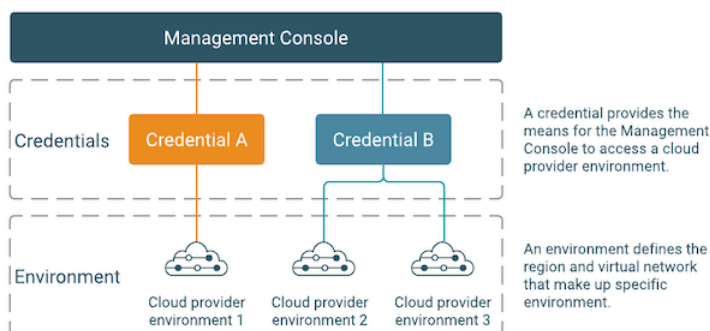 Management Console
Credentials
Credential A
Credential B
A credential provides the
means for the Management
Console to access a cloud
provider environment.
Environment
Cloud provider
environment 1
Cloud provider
environment 2
Cloud provider
environment 3
An environment defines the
region and virtual network
that make up specific
environment.